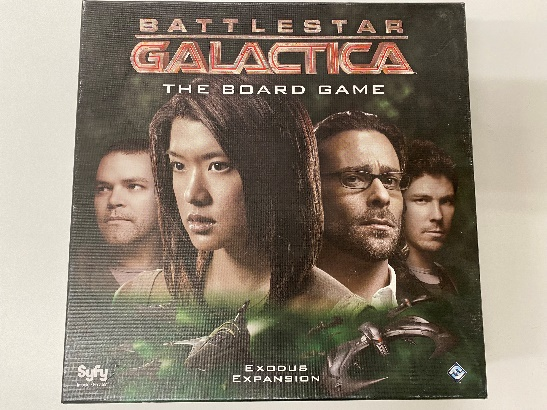 BATTLESTAR
GALACTICA
THE BOARD GAME
Syfy
EXODUS
EXPANSION